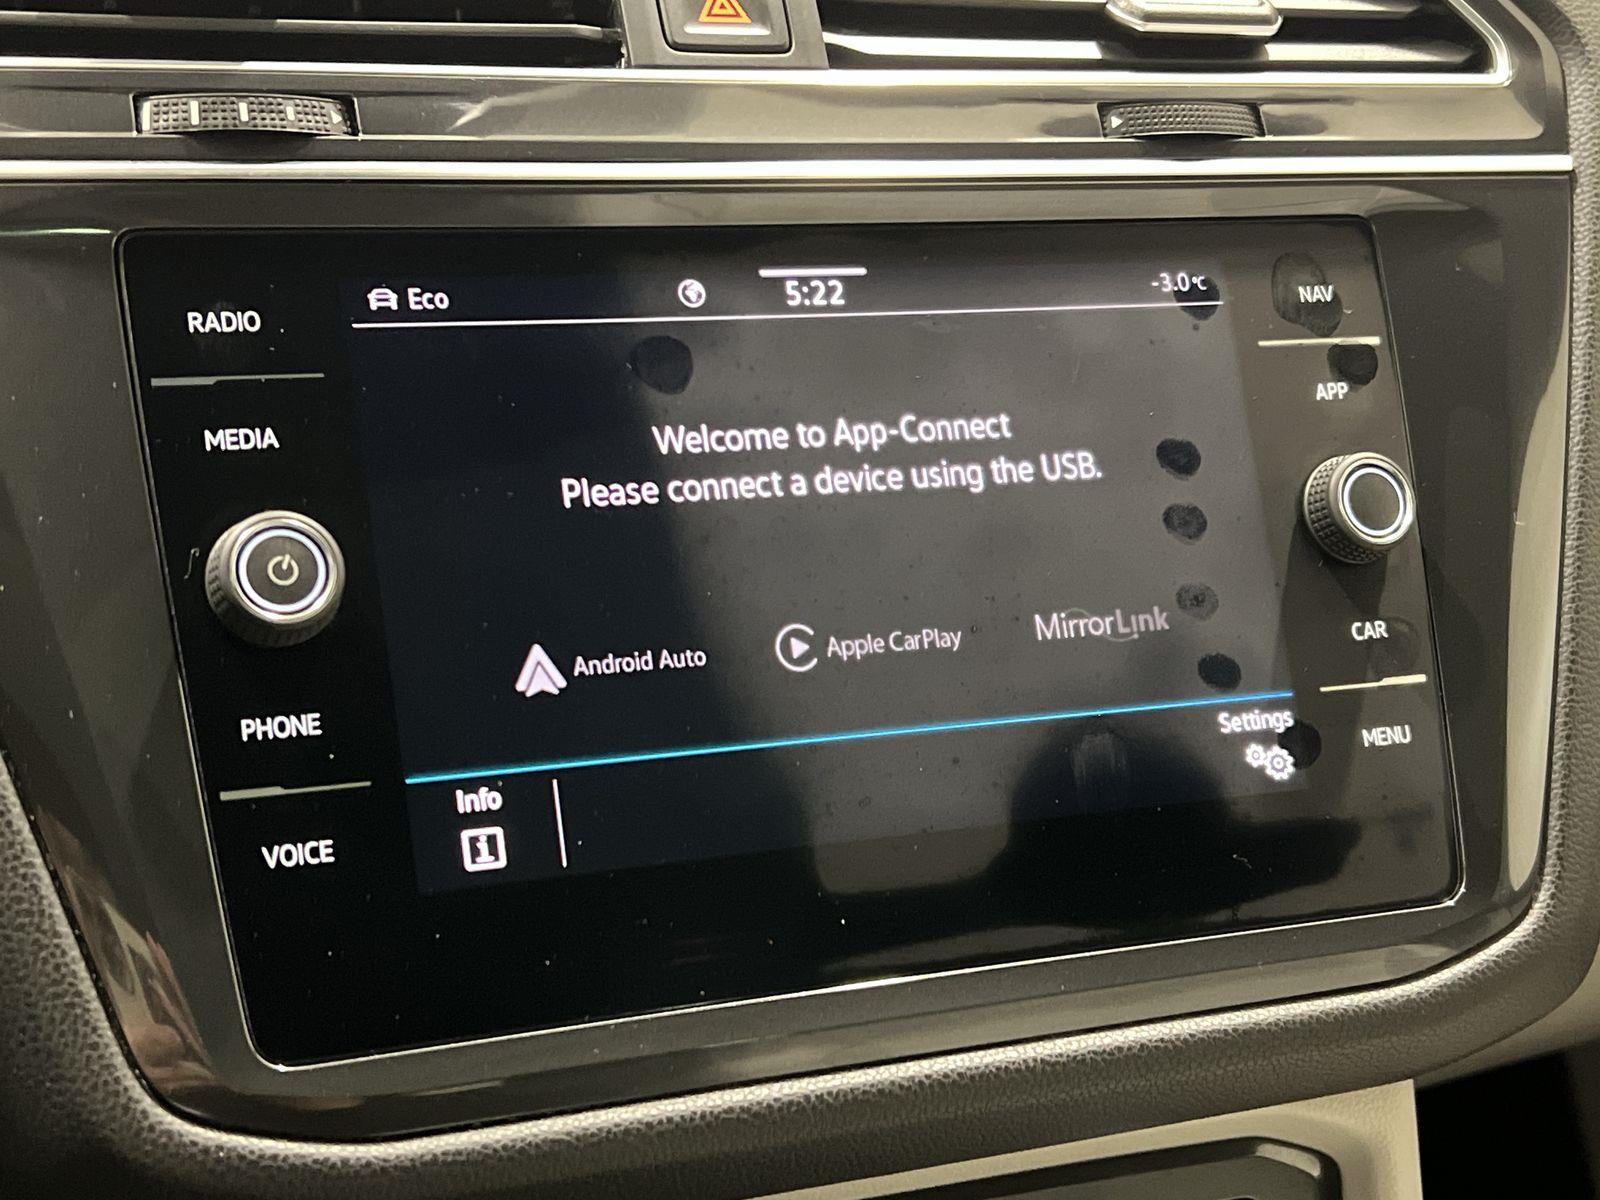 RADIO
MEDIA
PHONE
VOICE
Eco
5:22
-3.0°C
Welcome to App-Connect
Please connect a device using the USB.
Android Auto
Apple CarPlay
MirrorLink
Settings
Info
NAV
APP
CAR
MENU